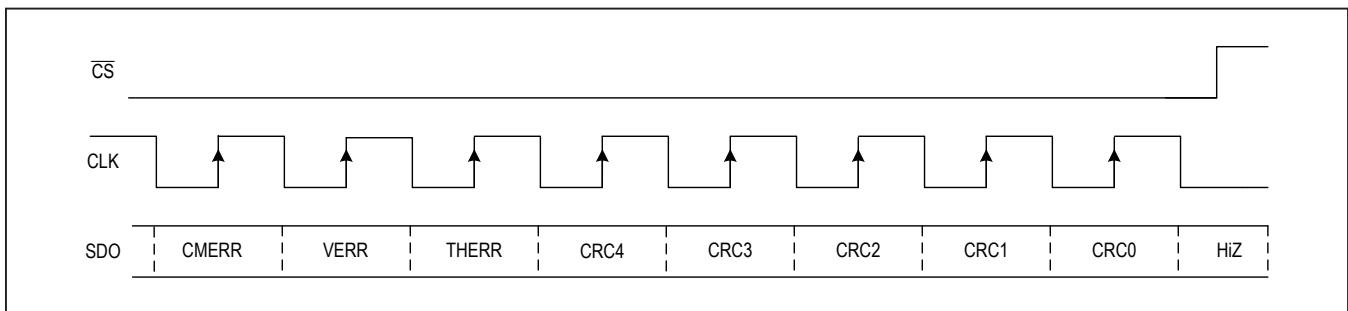 CS
CLK
SDO CMERR VERR THERR CRC4 CRC3 CRC2 CRC1 CRC0 HiZ